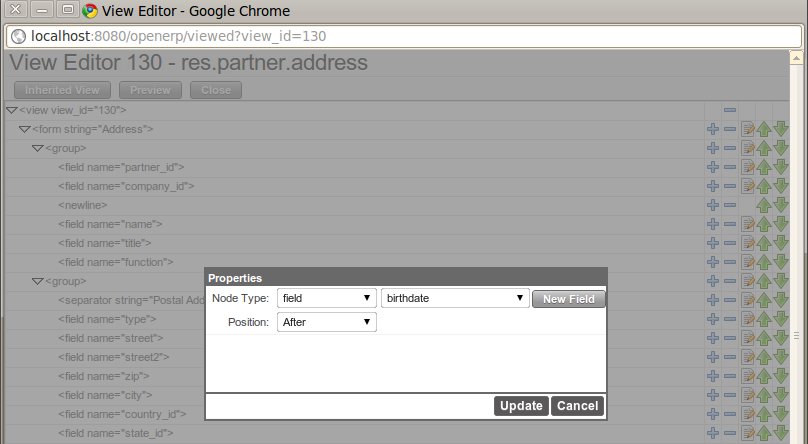 View Editor - Google Chrome
localhost:8080/openerp/viewed?view_id=130
View Editor 130 - res.partner.address
Inherited View Preview Close
<view view_id="130">
<form string="Address">
<group>
<field name="partner_id">
<field name="company_id">
<newline>
<field name="name">
<field name="title">
<field name="function">
<group>
<separator string="Postal Add
<field name="type">
<field name="street">
<field name="street2">
<field name="zip">
<field name="city">
<field name="country_id">
<field name="state_id">
Properties
Node Type: field birthdate New Field
Position: After
Update Cancel